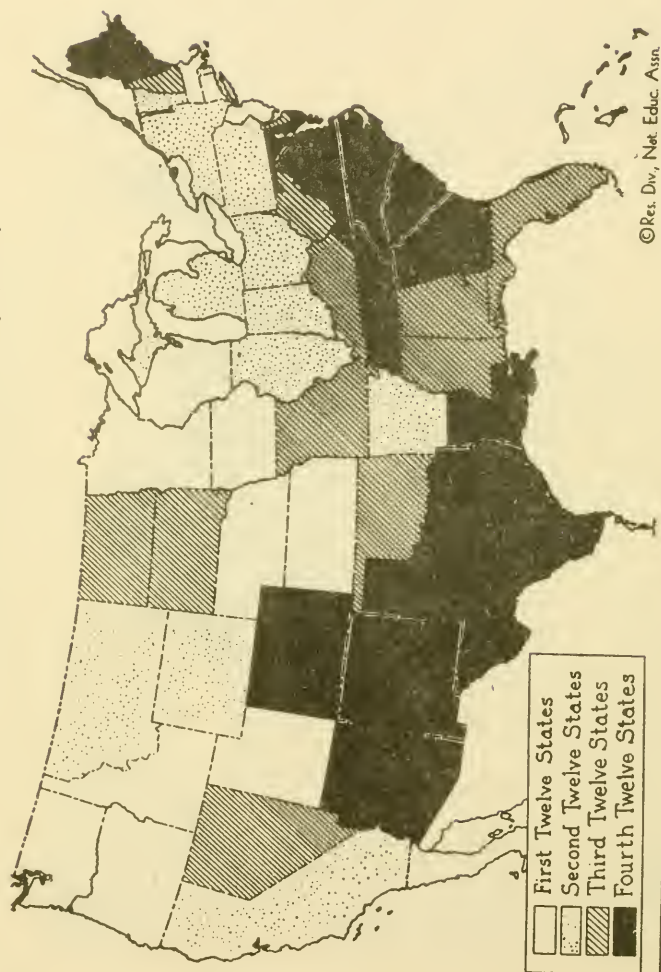 First Twelve States
Second Twelve States
Third Twelve States
Fourth Twelve States
©Res. Div., Nat. Educ. Assn.